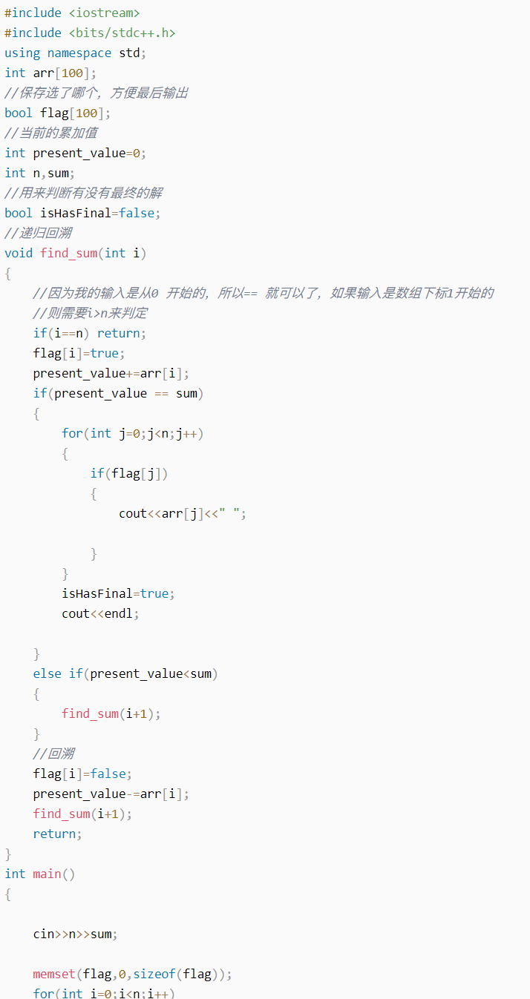 #include <iostream>
#include <bits/stdc++.h>
using namespace std;
int arr[100];
//保存选了哪个, 方便最后输出
bool flag[100];
//当前的累加值
int present_value=0;
int n,sum;
//用来判断有没有最终的解
bool isHasFinal=false;
//递归回溯
void find_sum(int i)
{
    //因为我的输入是从0 开始的, 所以== 就可以了, 如果输入是数组下标1开始的
    //则需要i>n来判定
    if(i==n) return;
    flag[i]=true;
    present_value+=arr[i];
    if(present_value == sum)
    {
        for(int j=0;j<n;j++)
        {
            if(flag[j])
            {
                cout<<arr[j]<<" ";
            }
        }
        isHasFinal=true;
        cout<<endl;
    }
    else if(present_value<sum)
    {
        find_sum(i+1);
    }
    //回溯
    flag[i]=false;
    present_value-=arr[i];
    find_sum(i+1);
    return;
}
int main()
{
    cin>>n>>sum;
    memset(flag,0,sizeof(flag));
    for(int i=0;i<n;i++)